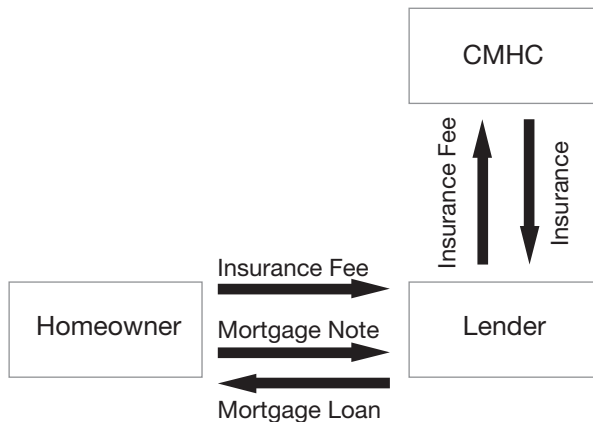 CMHC
Insurance Fee
Insurance
Insurance Fee
Homeowner
Mortgage Note
Lender
Mortgage Loan